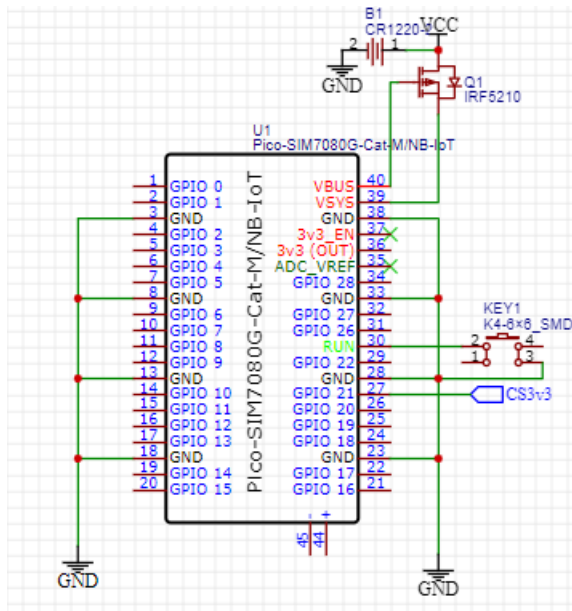 B1
CR1220-2
VCC
2
1
GND
Q1
IRF5210
U1
Pico-SIM7080G-Cat-M/NB-IoT
Pico-SIM7080G-Cat-M/NB-IoT
1 GPIO 0
2 GPIO 1
3 GND
4 GPIO 2
5 GPIO 3
6 GPIO 4
7 GPIO 5
8 GND
9 GPIO 6
10 GPIO 7
11 GPIO 8
12 GPIO 9
13 GND
14 GPIO 10
15 GPIO 11
16 GPIO 12
17 GPIO 13
18 GND
19 GPIO 14
20 GPIO 15
VBUS 40
VSYS 39
GND 38
3v3_EN 37
3v3 (OUT) 36
ADC_VREF 35
GPIO 28 34
GND 33
GPIO 27 32
GPIO 26 31
RUN 30
GPIO 22 29
GND 28
GPIO 21 27
GPIO 20 26
GPIO 19 25
GPIO 18 24
GND 23
GPIO 17 22
GPIO 16 21
- +
45 44
KEY1
K4-6×6_SMD
2 4
1 3
CS3v3
GND
GND